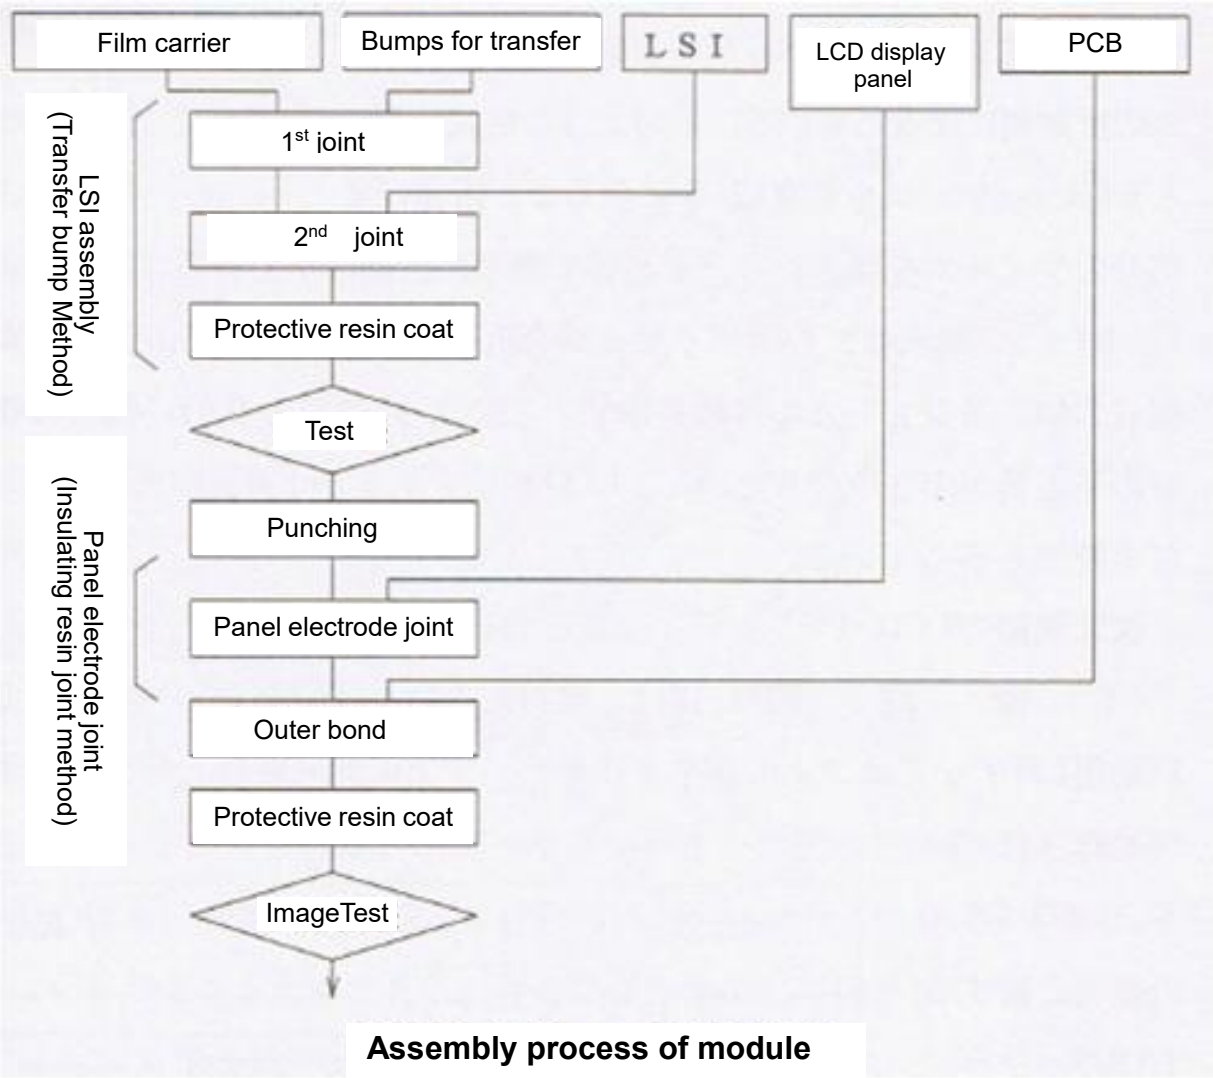 Film carrier
Bumps for transfer
LSI
LCD display
panel
PCB
1st joint
2nd joint
Protective resin coat
LSI assembly
(Transfer bump Method)
Test
Punching
Panel electrode joint
Panel electrode joint
(Insulating resin joint method)
Outer bond
Protective resin coat
ImageTest
Assembly process of module